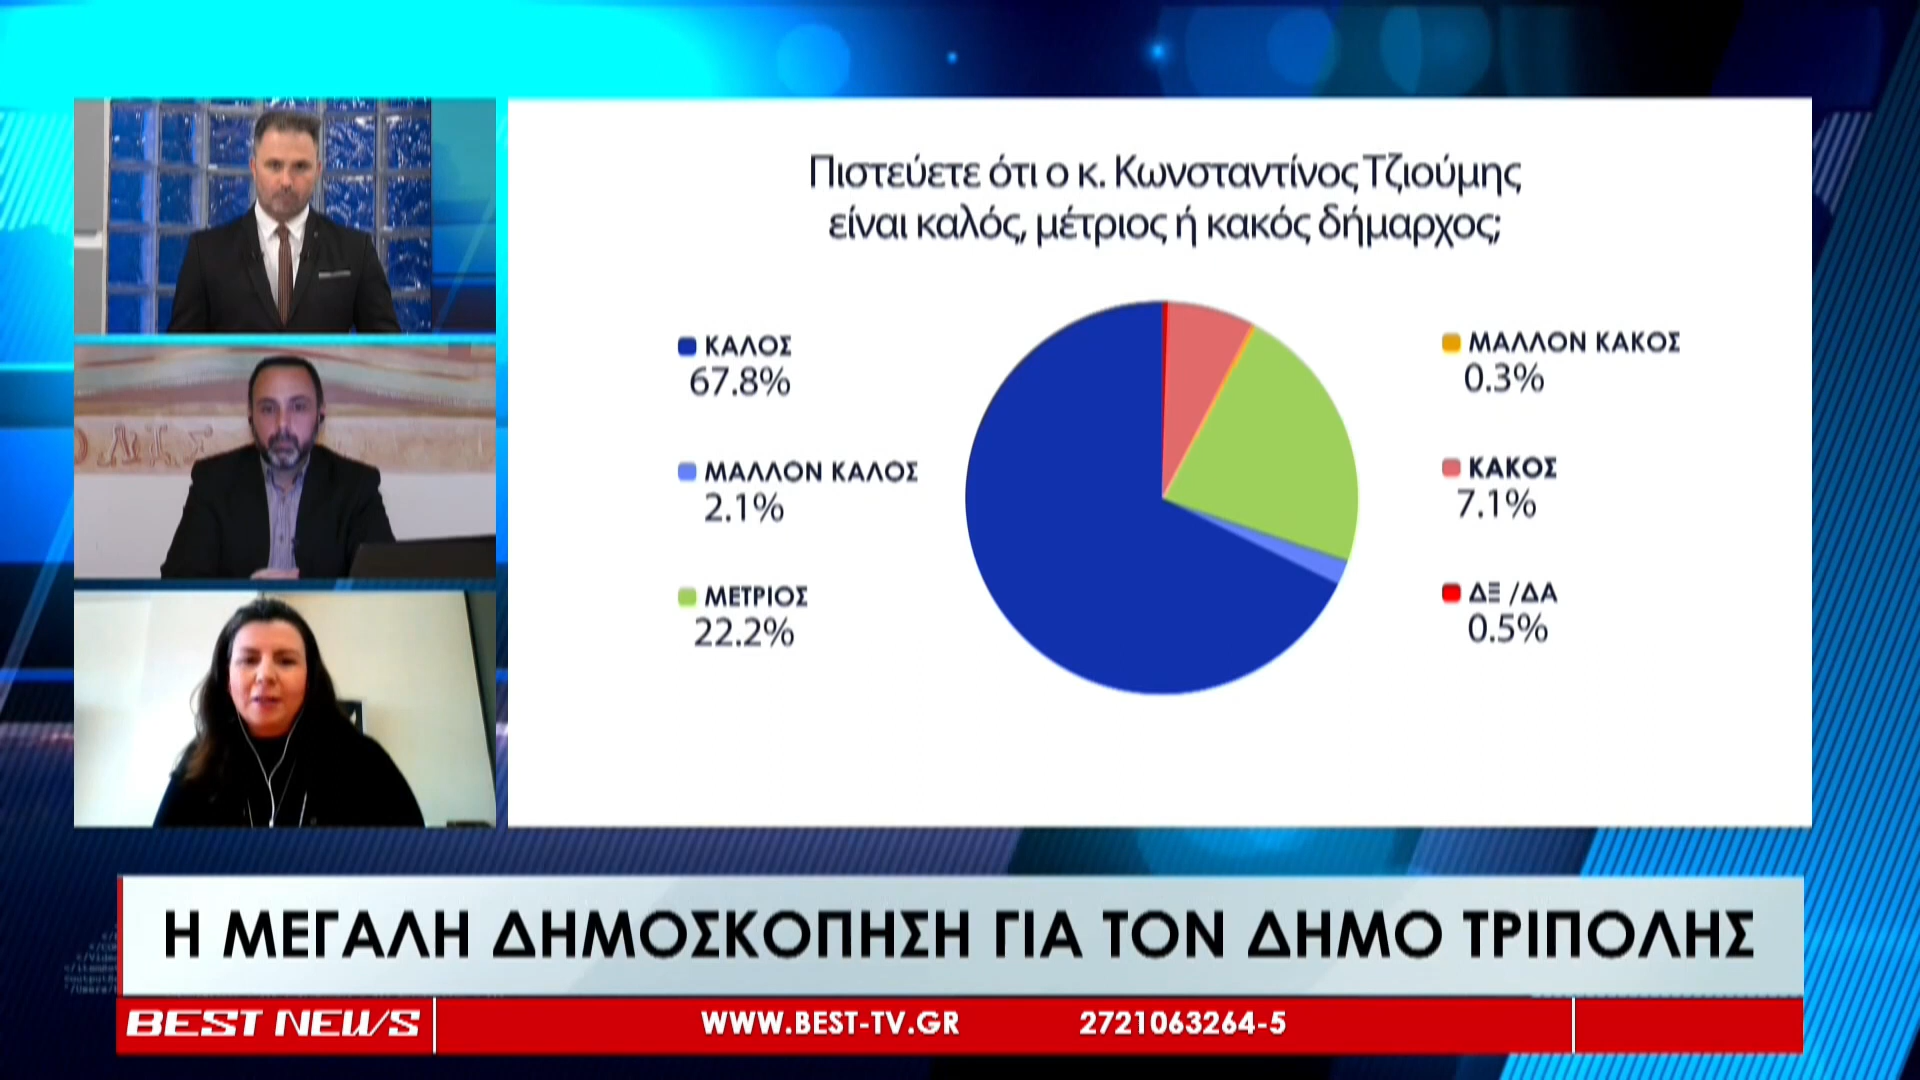 Πιστεύετε ότι ο κ. Κωνσταντίνος Τζιούμης
είναι καλός, μέτριος ή κακός δήμαρχος;
ΚΑΛΟΣ
67.8%
ΜΑΛΛΟΝ ΚΑΛΟΣ
2.1%
ΜΕΤΡΙΟΣ
22.2%
ΜΑΛΛΟΝ ΚΑΚΟΣ
0.3%
ΚΑΚΟΣ
7.1%
ΔΞ /ΔΑ
0.5%
Η ΜΕΓΑΛΗ ΔΗΜΟΣΚΟΠΗΣΗ ΓΙΑ ΤΟΝ ΔΗΜΟ ΤΡΙΠΟΛΗΣ
BEST NEWS
WWW.BEST-TV.GR
2721063264-5